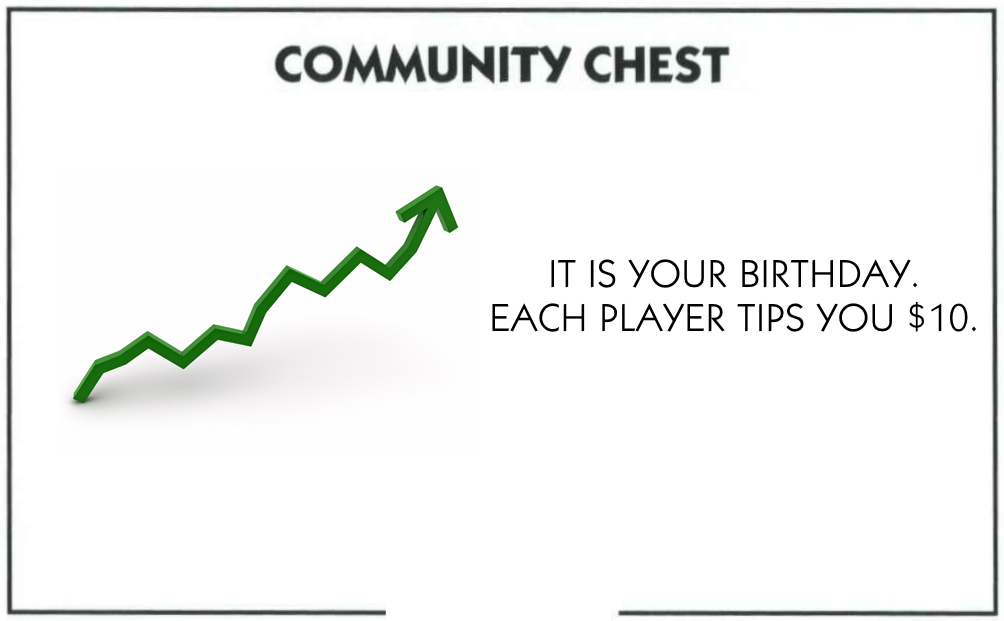 COMMUNITY CHEST
IT IS YOUR BIRTHDAY.
EACH PLAYER TIPS YOU $10.